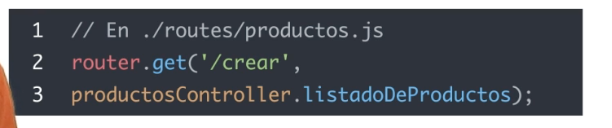 1 // En ./routes/productos.js
2 router.get('/crear',
3 productosController.listadoDeProductos);